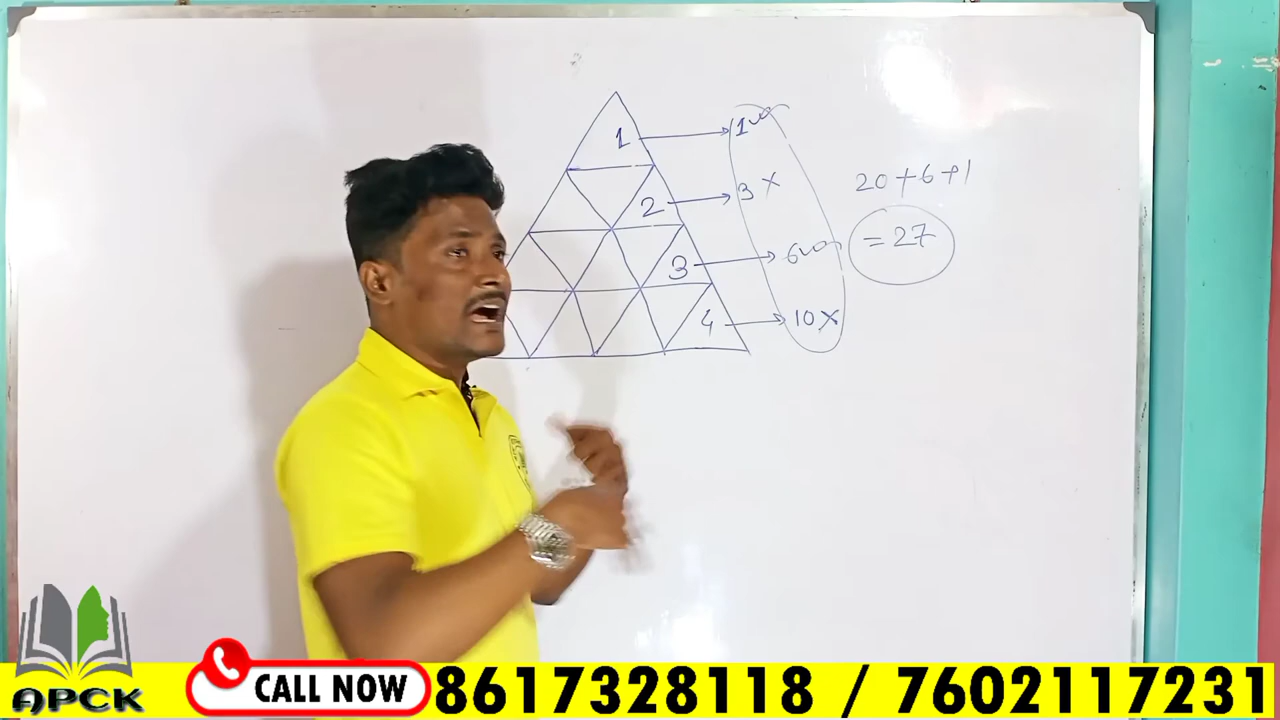 1 → 1
2 → 3 ×
3 → 6
4 → 10 ×
20+6+1
= 27
APCK
CALL NOW
8617328118 / 7602117231